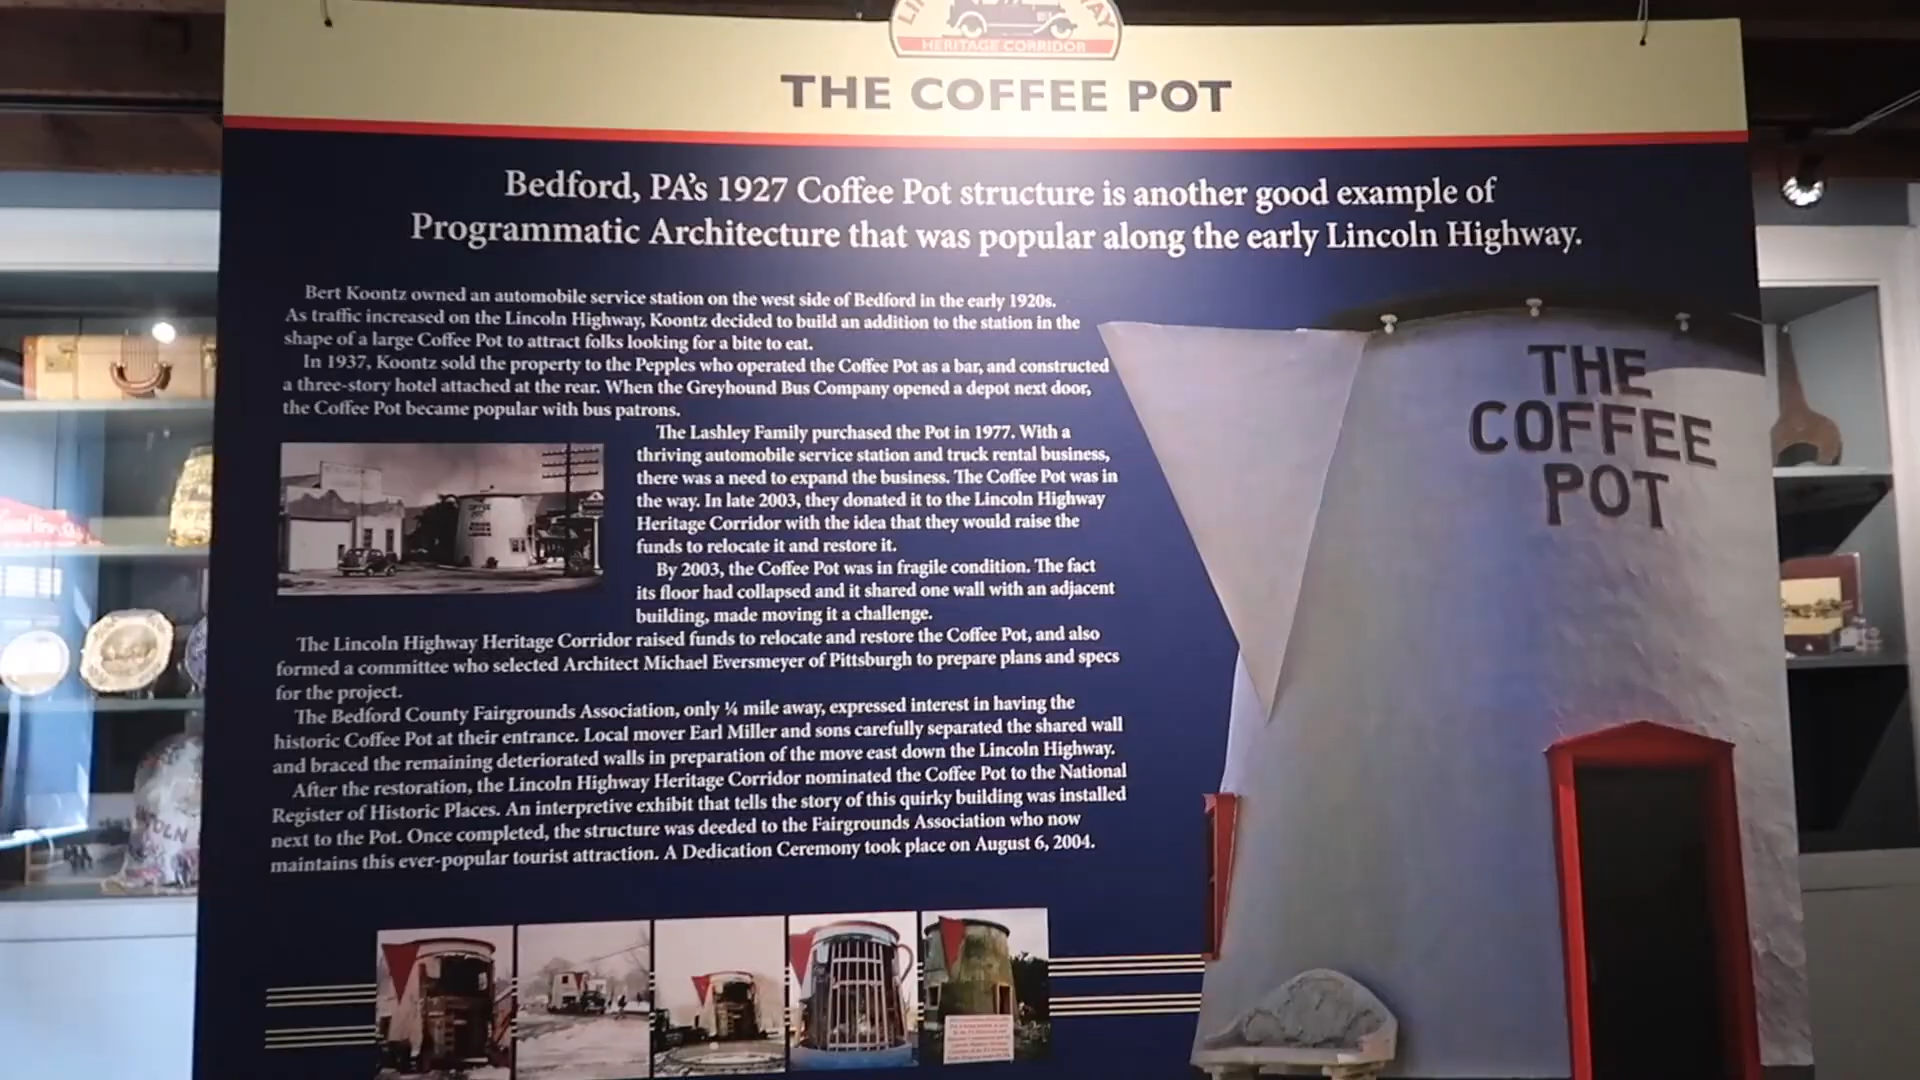 HERITAGE CORRIDOR
THE COFFEE POT
Bedford, PA's 1927 Coffee Pot structure is another good example of
Programmatic Architecture that was popular along the early Lincoln Highway.
Bert Koontz owned an automobile service station on the west side of Bedford in the early 1920s.
As traffic increased on the Lincoln Highway, Koontz decided to build an addition to the station in the
shape of a large Coffee Pot to attract folks looking for a bite to eat.
In 1937, Koontz sold the property to the Pepples who operated the Coffee Pot as a bar, and constructed
a three-story hotel attached at the rear. When the Greyhound Bus Company opened a depot next door,
the Coffee Pot became popular with bus patrons.
The Lashley Family purchased the Pot in 1977. With a
thriving automobile service station and truck rental business,
there was a need to expand the business. The Coffee Pot was in
the way. In late 2003, they donated it to the Lincoln Highway
Heritage Corridor with the idea that they would raise the
funds to relocate it and restore it.
By 2003, the Coffee Pot was in fragile condition. The fact
its floor had collapsed and it shared one wall with an adjacent
building, made moving it a challenge.
The Lincoln Highway Heritage Corridor raised funds to relocate and restore the Coffee Pot, and also
formed a committee who selected Architect Michael Eversmeyer of Pittsburgh to prepare plans and specs
for the project.
The Bedford County Fairgrounds Association, only ¼ mile away, expressed interest in having the
historic Coffee Pot at their entrance. Local mover Earl Miller and sons carefully separated the shared wall
and braced the remaining deteriorated walls in preparation of the move east down the Lincoln Highway.
After the restoration, the Lincoln Highway Heritage Corridor nominated the Coffee Pot to the National
Register of Historic Places. An interpretive exhibit that tells the story of this quirky building was installed
next to the Pot. Once completed, the structure was deeded to the Fairgrounds Association who now
maintains this ever-popular tourist attraction. A Dedication Ceremony took place on August 6, 2004.
THE
COFFEE
POT